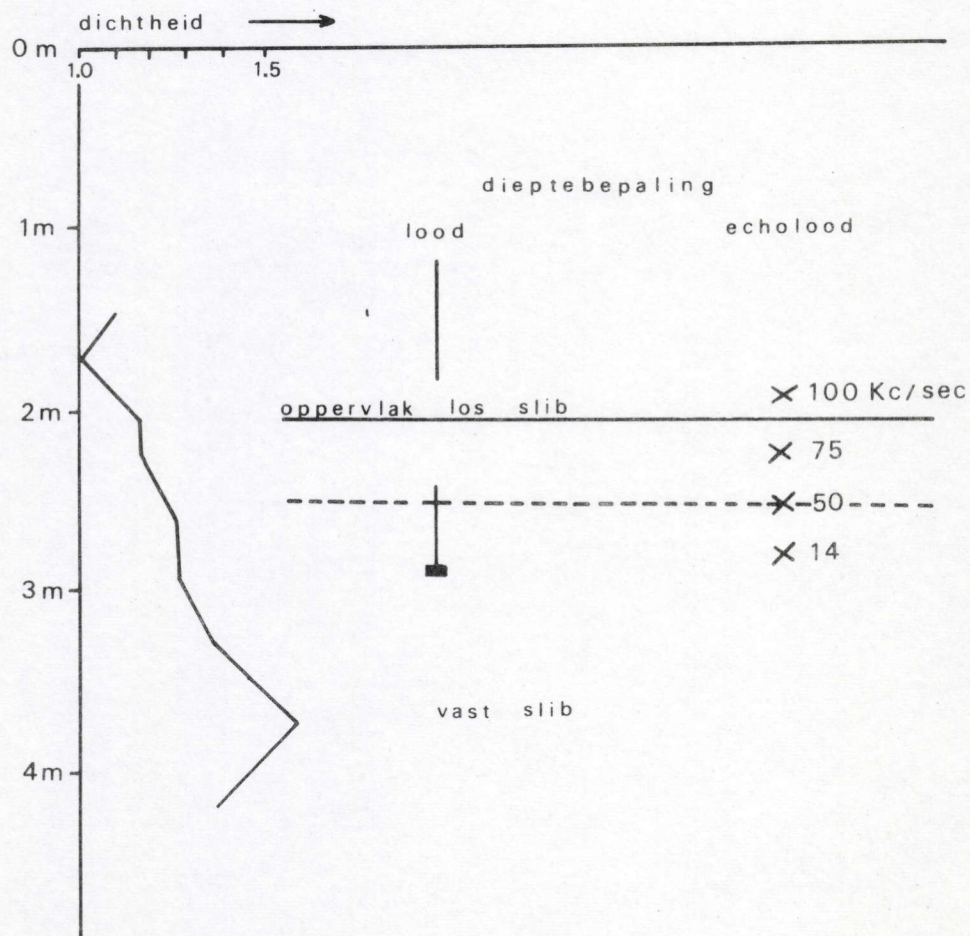 dichtheid
0 m
1.0 1.5
dieptebepaling
1m
lood echolood
100 Kc/sec
2m
oppervlak los slib
75
50
14
3m
vast slib
4m